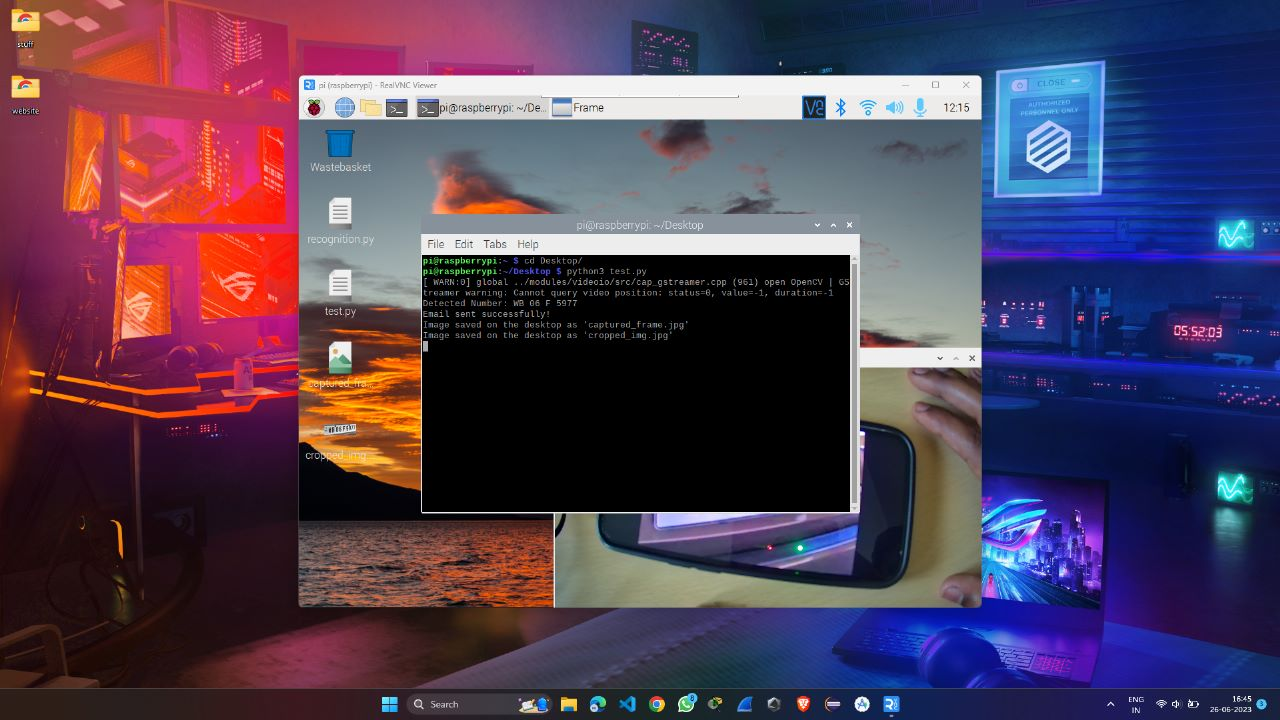 stuff
website
pi (raspberrypi) - RealVNC Viewer
pi@raspberrypi: ~/De...
Frame
12:15
Wastebasket
recognition.py
test.py
captured_fra...
cropped_img...
pi@raspberrypi: ~/Desktop
File Edit Tabs Help
pi@raspberrypi:~ $ cd Desktop/
pi@raspberrypi:~/Desktop $ python3 test.py
[ WARN:0] global ../modules/videoio/src/cap_gstreamer.cpp (961) open OpenCV | GS
treamer warning: Cannot query video position: status=0, value=-1, duration=-1
Detected Number: WB 06 F 5977
Email sent successfully!
Image saved on the desktop as 'captured_frame.jpg'
Image saved on the desktop as 'cropped_img.jpg'
CLOSE
AUTHORIZED
PERSONNEL ONLY
05:52:03
Search
8
ENG
IN
16:45
26-06-2023
3